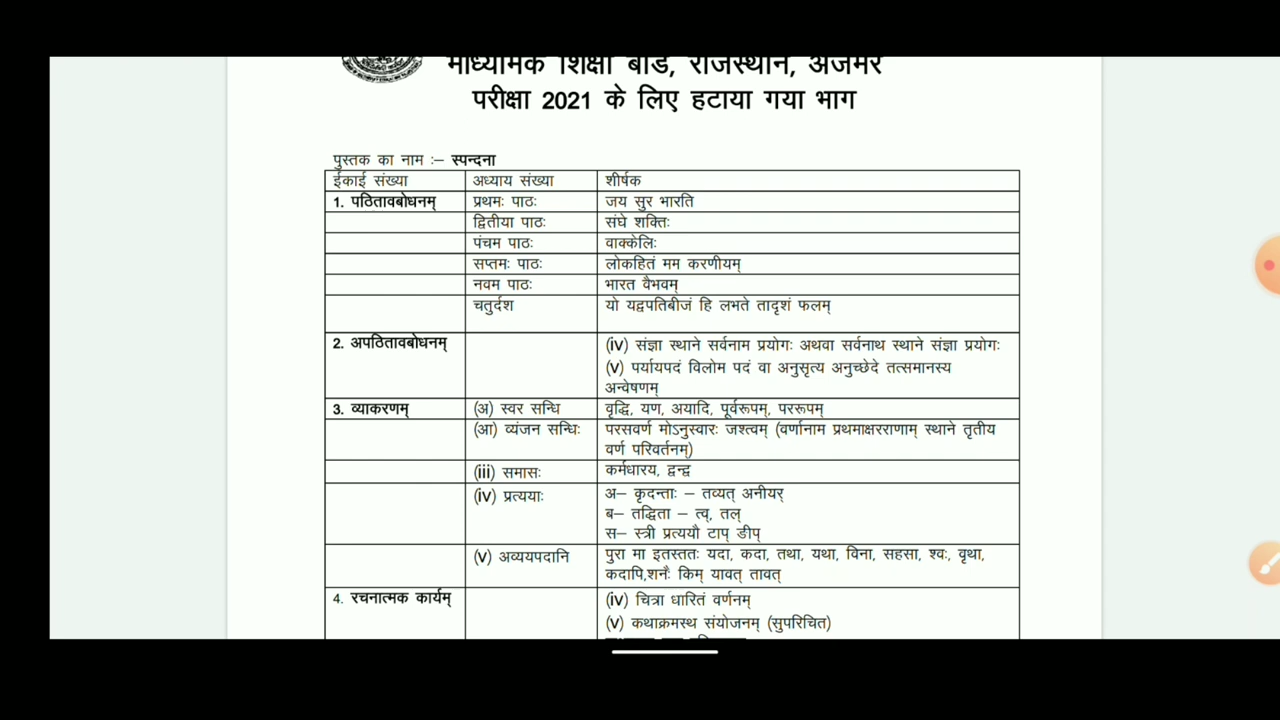 माध्यमिक शिक्षा बोर्ड, राजस्थान, अजमेर
परीक्षा 2021 के लिए हटाया गया भाग
पुस्तक का नाम :– स्पन्दना
ईकाई संख्या अध्याय संख्या शीर्षक
1. पठितावबोधनम् प्रथमः पाठः जय सुर भारति
द्वितीया पाठः संघे शक्तिः
पंचम पाठः वाक्केलिः
सप्तमः पाठः लोकहितं मम करणीयम्
नवम पाठः भारत वैभवम्
चतुर्दश यो यद्वपतिबीजं हि लभते तादृशं फलम्
2. अपठितावबोधनम् (iv) संज्ञा स्थाने सर्वनाम प्रयोगः अथवा सर्वनाथ स्थाने संज्ञा प्रयोगः
(v) पर्यायपदं विलोम पदं वा अनुसृत्य अनुच्छेदे तत्समानस्य
अन्वेषणम्
3. व्याकरणम् (अ) स्वर सन्धि वृद्धि, यण, अयादि, पूर्वरूपम्, पररूपम्
(आ) व्यंजन सन्धिः परसवर्ण मोऽनुस्वारः जश्त्वम् (वर्णानाम प्रथमाक्षरराणाम् स्थाने तृतीय
वर्ण परिवर्तनम्)
(iii) समासः कर्मधारय, द्वन्द्व
(iv) प्रत्ययाः अ– कृदन्ताः – तव्यत् अनीयर्
ब– तद्धिता – त्व, तल्
स– स्त्री प्रत्ययौ टाप् ङीप्
(v) अव्ययपदानि पुरा मा इतस्ततः यदा, कदा, तथा, यथा, विना, सहसा, श्वः, वृथा,
कदापि,शनैः किम् यावत् तावत्
4. रचनात्मक कार्यम् (iv) चित्रा धारितं वर्णनम्
(v) कथाक्रमस्थ संयोजनम् (सुपरिचित)